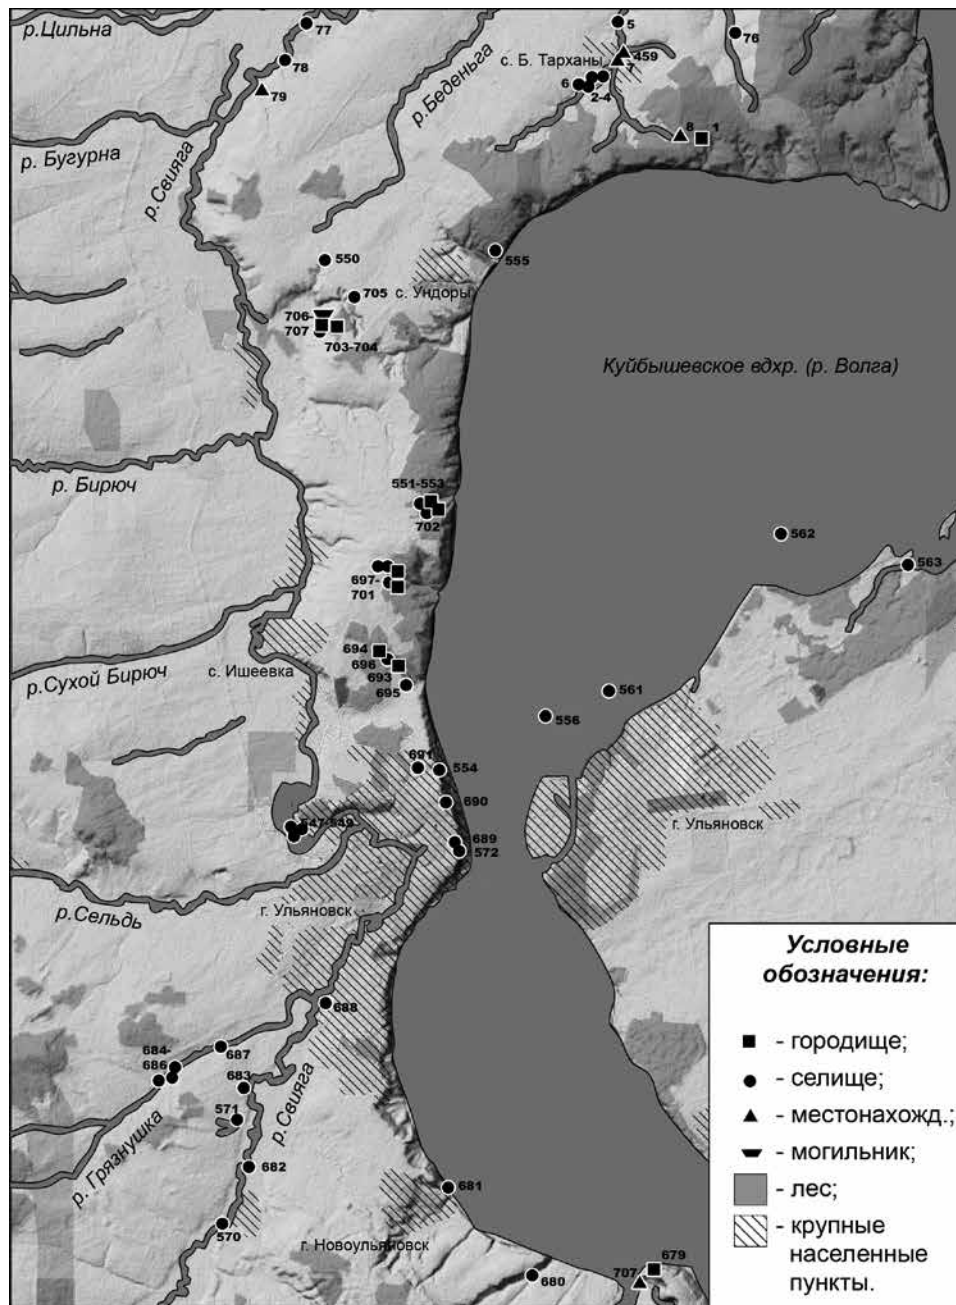 р.Цильна
77
5
76
78
р.Беденьга
с. Б. Тарханы
459
7
79
6
2-4
8
1
р. Бугурна
р.Свияга
550
555
705
с. Ундоры
706-
707
703-704
Куйбышевское вдхр. (р. Волга)
551-553
р. Бирюч
702
562
563
697-
701
694
с. Ишеевка
696
р.Сухой Бирюч
693
695
561
556
691
554
690
547-549
г. Ульяновск
689
572
р.Сельдь
г. Ульяновск
688
684-
686
687
683
571
р. Свияга
р. Грязнушка
682
681
570
г. Новоульяновск
679
680
707
Условные
обозначения:
- городище;
- селище;
- местонахожд.;
- могильник;
- лес;
- крупные
населенные
пункты.